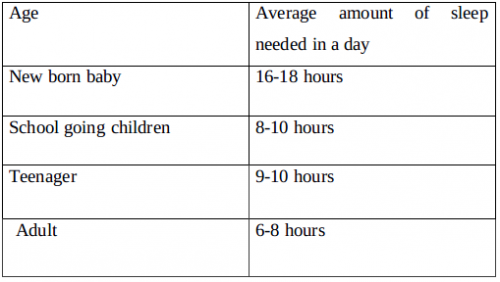 Age
Average amount of sleep
needed in a day
New born baby
16-18 hours
School going children
8-10 hours
Teenager
9-10 hours
Adult
6-8 hours